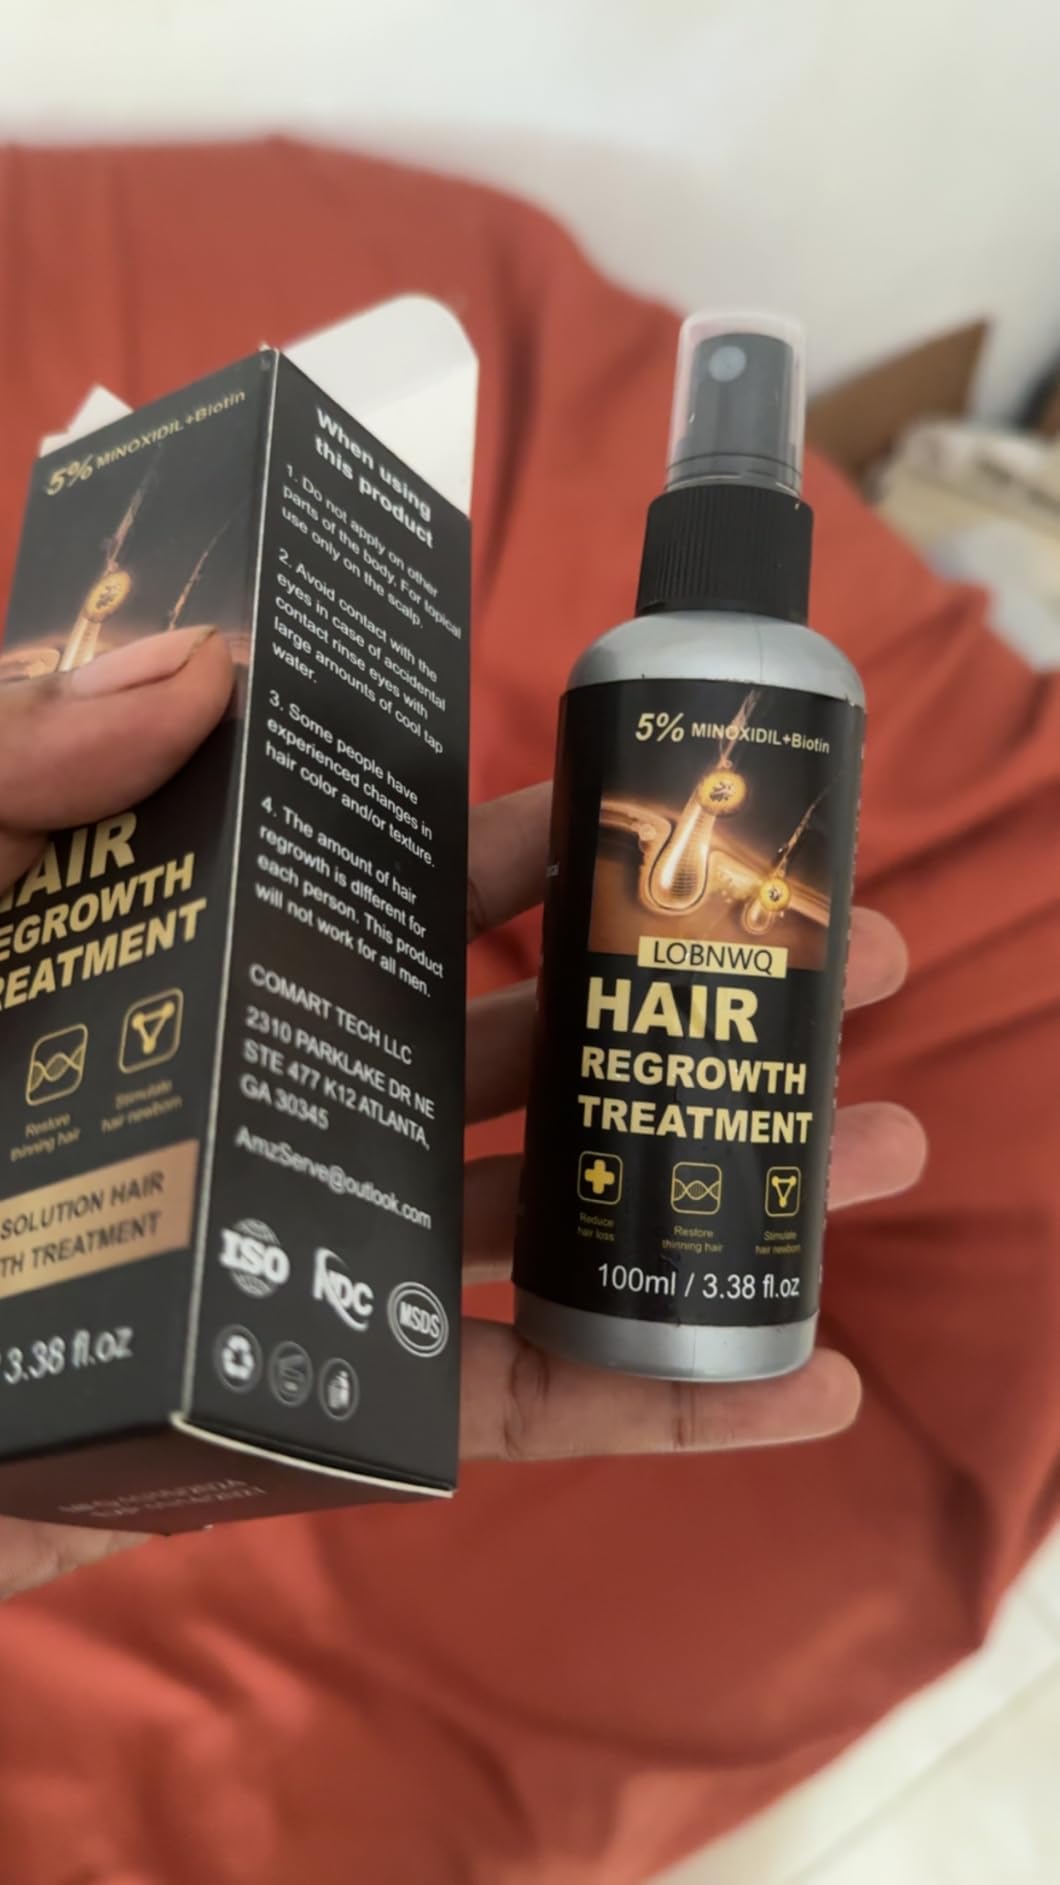 5% MINOXIDIL+Biotin
HAIR
REGROWTH
TREATMENT
Restore
thinning hair
Stimulate
hair newborn
SOLUTION HAIR
TH TREATMENT
3.38 fl.oz
When using
this product
1. Do not apply on other
parts of the body, For topical
use only on the scalp.
2. Avoid contact with the
eyes in case of accidental
contact rinse eyes with
large amounts of cool tap
water.
3. Some people have
experienced changes in
hair color and/or texture.
4. The amount of hair
regrowth is different for
each person. This product
will not work for all men.
COMART TECH LLC
2310 PARKLAKE DR NE
STE 477 K12 ATLANTA,
GA 30345
AmzServe@outlook.com
ISO
NDC
MSDS
5% MINOXIDIL+Biotin
LOBNWQ
HAIR
REGROWTH
TREATMENT
Reduce
hair loss
Restore
thinning hair
Stimulate
hair newborn
100ml / 3.38 fl.oz